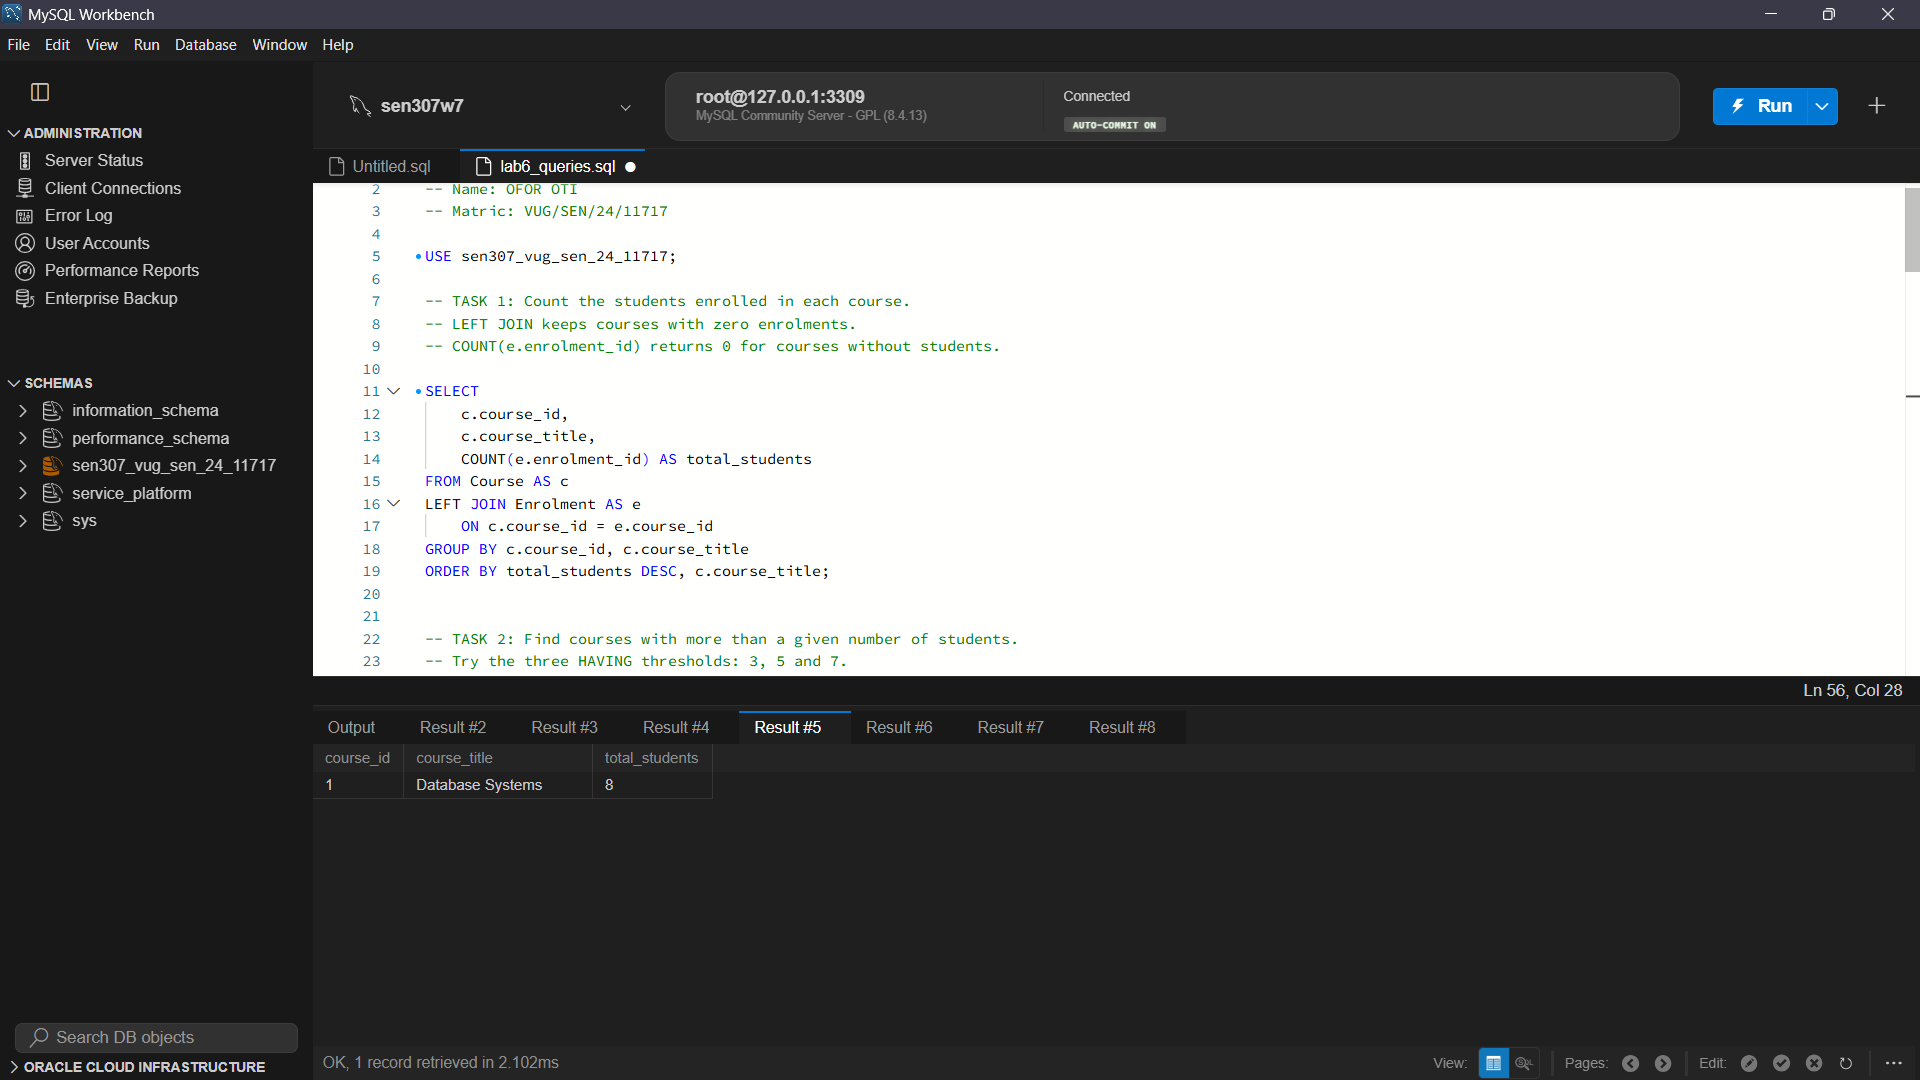 MySQL Workbench
File Edit View Run Database Window Help
sen307w7
root@127.0.0.1:3309
MySQL Community Server - GPL (8.4.13)
Connected
AUTO-COMMIT ON
Run
ADMINISTRATION
Server Status
Client Connections
Error Log
User Accounts
Performance Reports
Enterprise Backup
SCHEMAS
information_schema
performance_schema
sen307_vug_sen_24_11717
service_platform
sys
Search DB objects
ORACLE CLOUD INFRASTRUCTURE
Untitled.sql lab6_queries.sql
2 -- Name: OFOR OTI
3 -- Matric: VUG/SEN/24/11717
4
5 USE sen307_vug_sen_24_11717;
6
7 -- TASK 1: Count the students enrolled in each course.
8 -- LEFT JOIN keeps courses with zero enrolments.
9 -- COUNT(e.enrolment_id) returns 0 for courses without students.
10
11 SELECT
12 c.course_id,
13 c.course_title,
14 COUNT(e.enrolment_id) AS total_students
15 FROM Course AS c
16 LEFT JOIN Enrolment AS e
17 ON c.course_id = e.course_id
18 GROUP BY c.course_id, c.course_title
19 ORDER BY total_students DESC, c.course_title;
20
21
22 -- TASK 2: Find courses with more than a given number of students.
23 -- Try the three HAVING thresholds: 3, 5 and 7.
Ln 56, Col 28
Output Result #2 Result #3 Result #4 Result #5 Result #6 Result #7 Result #8
course_id course_title total_students
1 Database Systems 8
OK, 1 record retrieved in 2.102ms
View: SQL Pages: Edit: